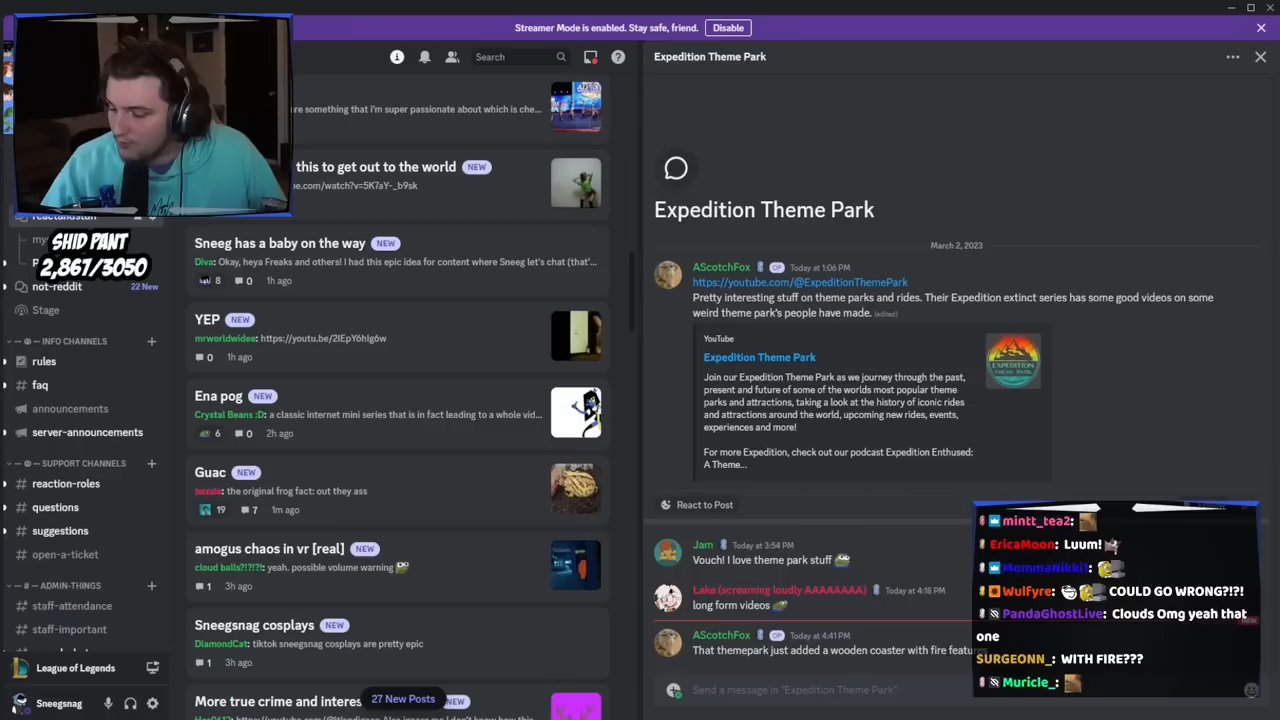 Streamer Mode is enabled. Stay safe, friend.
Disable
Search
Expedition Theme Park
are something that i'm super passionate about which is che...
this to get out to the world NEW
be.com/watch?v=5K7aY-_b9sk
Expedition Theme Park
SHID PANT
2,867/3050
not-reddit
22 New
Stage
INFO CHANNELS
rules
faq
announcements
server-announcements
SUPPORT CHANNELS
reaction-roles
questions
suggestions
open-a-ticket
ADMIN-THINGS
staff-attendance
staff-important
League of Legends
Sneegsnag
Sneeg has a baby on the way NEW
Diva: Okay, heya Freaks and others! I had this epic idea for content where Sneeg let's chat (that'...
8 0 1h ago
YEP NEW
mrworldwides: https://youtu.be/2lEpY6hIg6w
0 1h ago
Ena pog NEW
Crystal Beans :D: a classic internet mini series that is in fact leading to a whole vid...
6 0 2h ago
Guac NEW
: the original frog fact: out they ass
19 7 1m ago
amogus chaos in vr [real] NEW
cloud balls?!?!: yeah. possible volume warning
1 3h ago
Sneegsnag cosplays NEW
DiamondCat: tiktok sneegsnag cosplays are pretty epic
1 3h ago
More true crime and interes
NEW
27 New Posts
March 2, 2023
AScotchFox OP Today at 1:06 PM
https://youtube.com/@ExpeditionThemePark
Pretty interesting stuff on theme parks and rides. Their Expedition extinct series has some good videos on some
weird theme park's people have made. (edited)
YouTube
Expedition Theme Park
EXPEDITION
THEME PARK
Join our Expedition Theme Park as we journey through the past,
present and future of some of the worlds most popular theme
parks and attractions, taking a look at the history of iconic rides
and attractions around the world, upcoming new rides, events,
experiences and more!
For more Expedition, check out our podcast Expedition Enthused:
A Theme...
React to Post
Jam Today at 3:54 PM
Vouch! I love theme park stuff
Lake (screaming loudly AAAAAAAA) Today at 4:18 PM
long form videos
AScotchFox OP Today at 4:41 PM
That themepark just added a wooden coaster with fire featur
Send a message in "Expedition Theme Park"
mintt_tea2:
EricaMoon: Luum!
MommaNikki1:
Wulfyre: COULD GO WRONG?!?!
PandaGhostLive: Clouds Omg yeah that
one
SURGEONN_: WITH FIRE???
Muricle_: